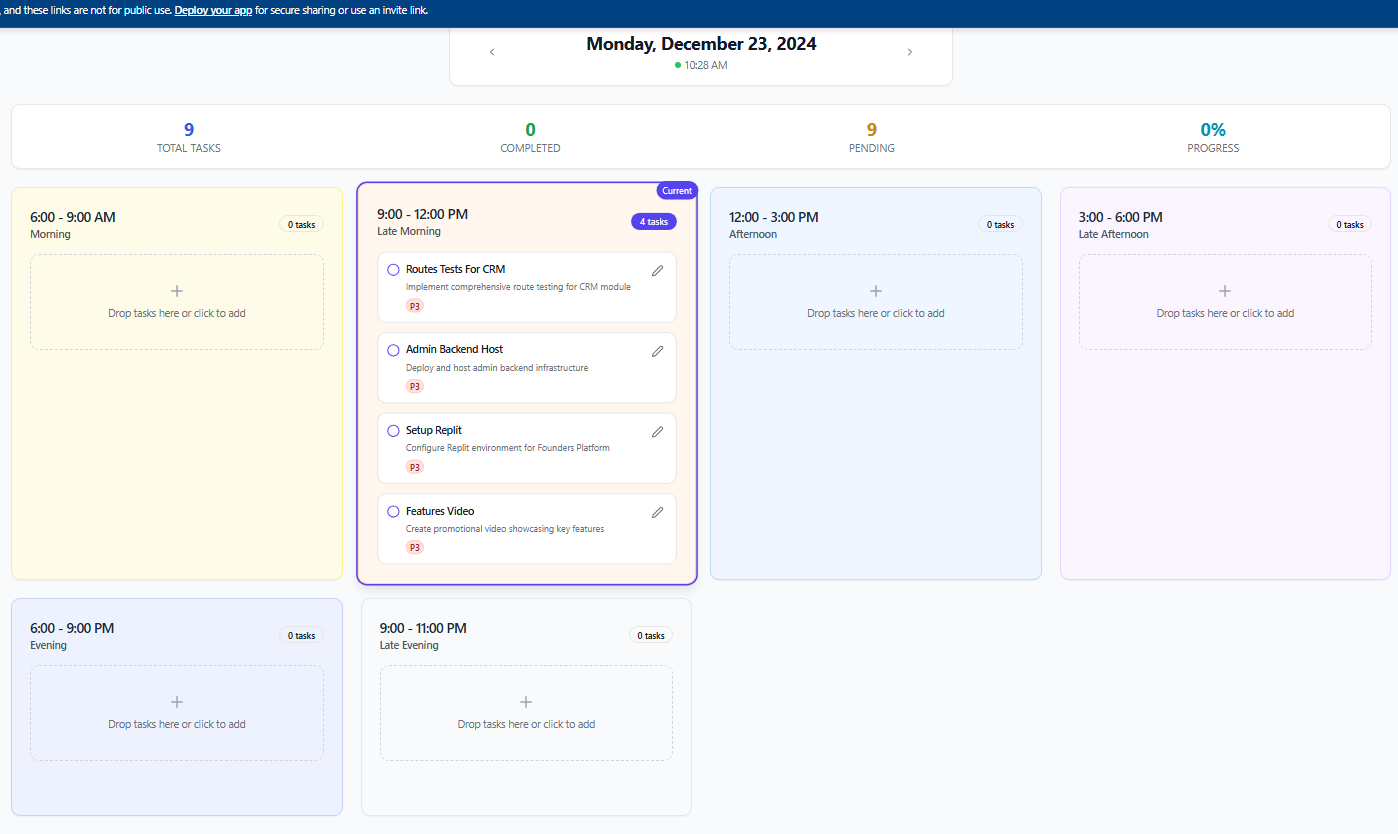 , and these links are not for public use. Deploy your app for secure sharing or use an invite link.
Monday, December 23, 2024
10:28 AM
9
TOTAL TASKS
0
COMPLETED
9
PENDING
0%
PROGRESS
6:00 - 9:00 AM
Morning
0 tasks
Drop tasks here or click to add
Current
9:00 - 12:00 PM
Late Morning
4 tasks
Routes Tests For CRM
Implement comprehensive route testing for CRM module
P3
Admin Backend Host
Deploy and host admin backend infrastructure
P3
Setup Replit
Configure Replit environment for Founders Platform
P3
Features Video
Create promotional video showcasing key features
P3
12:00 - 3:00 PM
Afternoon
0 tasks
Drop tasks here or click to add
3:00 - 6:00 PM
Late Afternoon
0 tasks
Drop tasks here or click to add
6:00 - 9:00 PM
Evening
0 tasks
Drop tasks here or click to add
9:00 - 11:00 PM
Late Evening
0 tasks
Drop tasks here or click to add